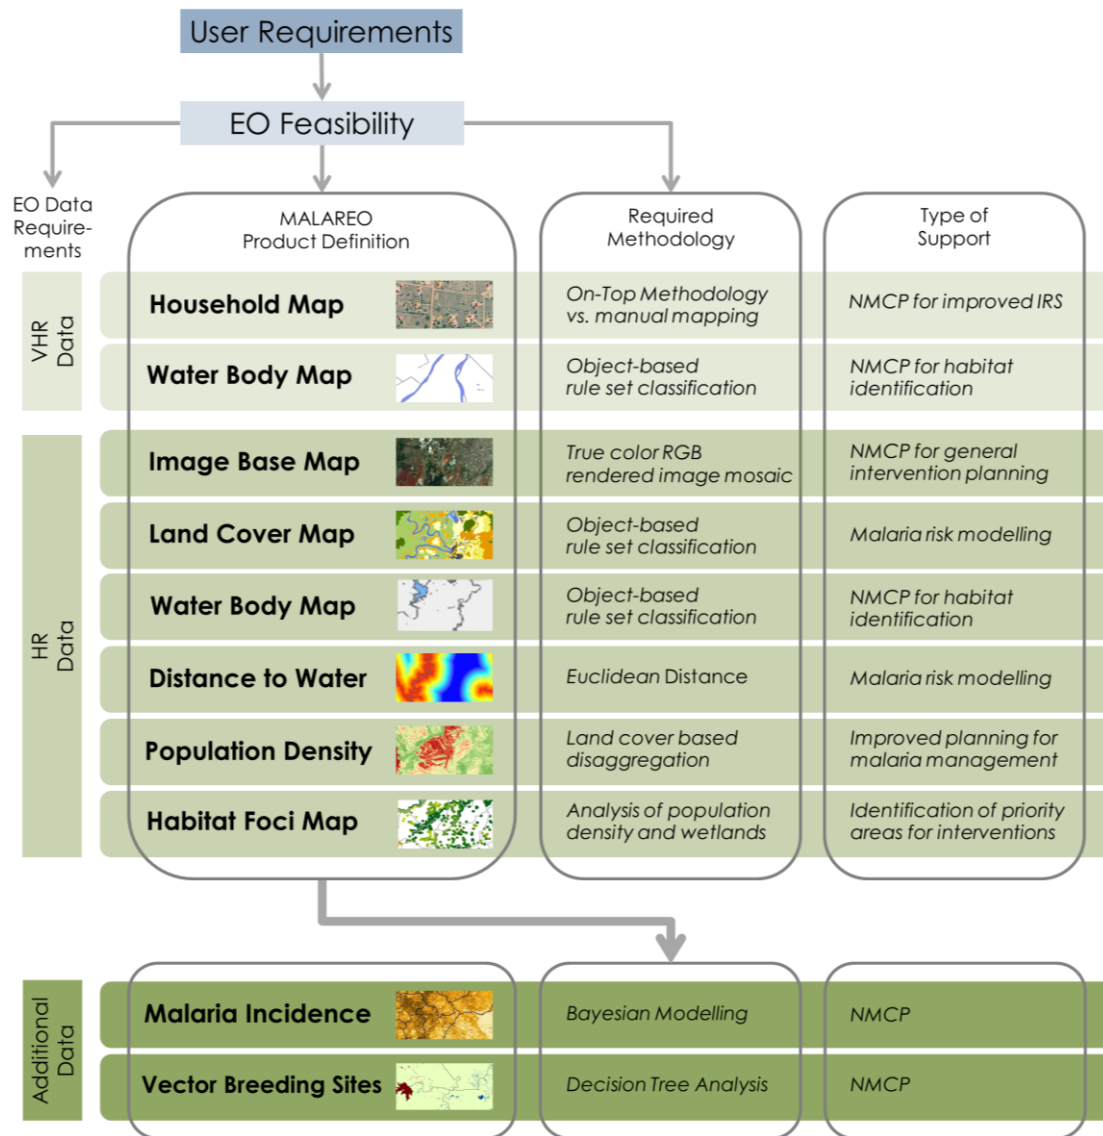 User Requirements
EO Feasibility
EO Data
Require-
ments
MALAREO
Product Definition
Required
Methodology
Type of
Support
VHR
Data
Household Map
On-Top Methodology
vs. manual mapping
NMCP for improved IRS
Water Body Map
Object-based
rule set classification
NMCP for habitat
identification
HR
Data
Image Base Map
True color RGB
rendered image mosaic
NMCP for general
intervention planning
Land Cover Map
Object-based
rule set classification
Malaria risk modelling
Water Body Map
Object-based
rule set classification
NMCP for habitat
identification
Distance to Water
Euclidean Distance
Malaria risk modelling
Population Density
Land cover based
disaggregation
Improved planning for
malaria management
Habitat Foci Map
Analysis of population
density and wetlands
Identification of priority
areas for interventions
Additional
Data
Malaria Incidence
Bayesian Modelling
NMCP
Vector Breeding Sites
Decision Tree Analysis
NMCP